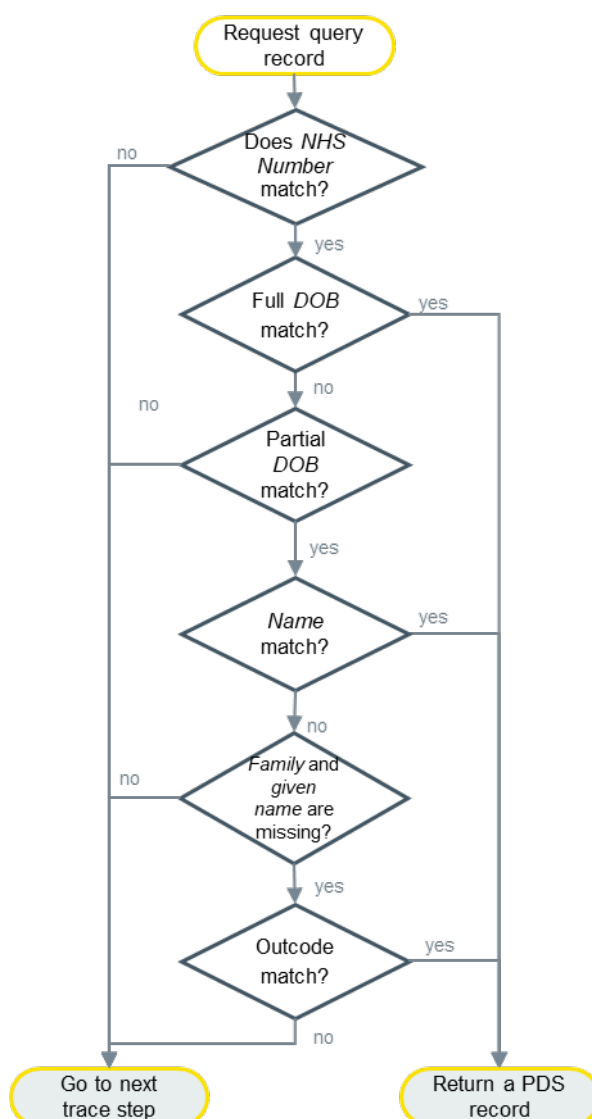 Request query
record
no
Does NHS
Number
match?
yes
Full DOB
match?
yes
no
no
Partial
DOB
match?
yes
Name
match?
yes
no
no
Family and
given
name are
missing?
yes
Outcode
match?
yes
no
Go to next
trace step
Return a PDS
record